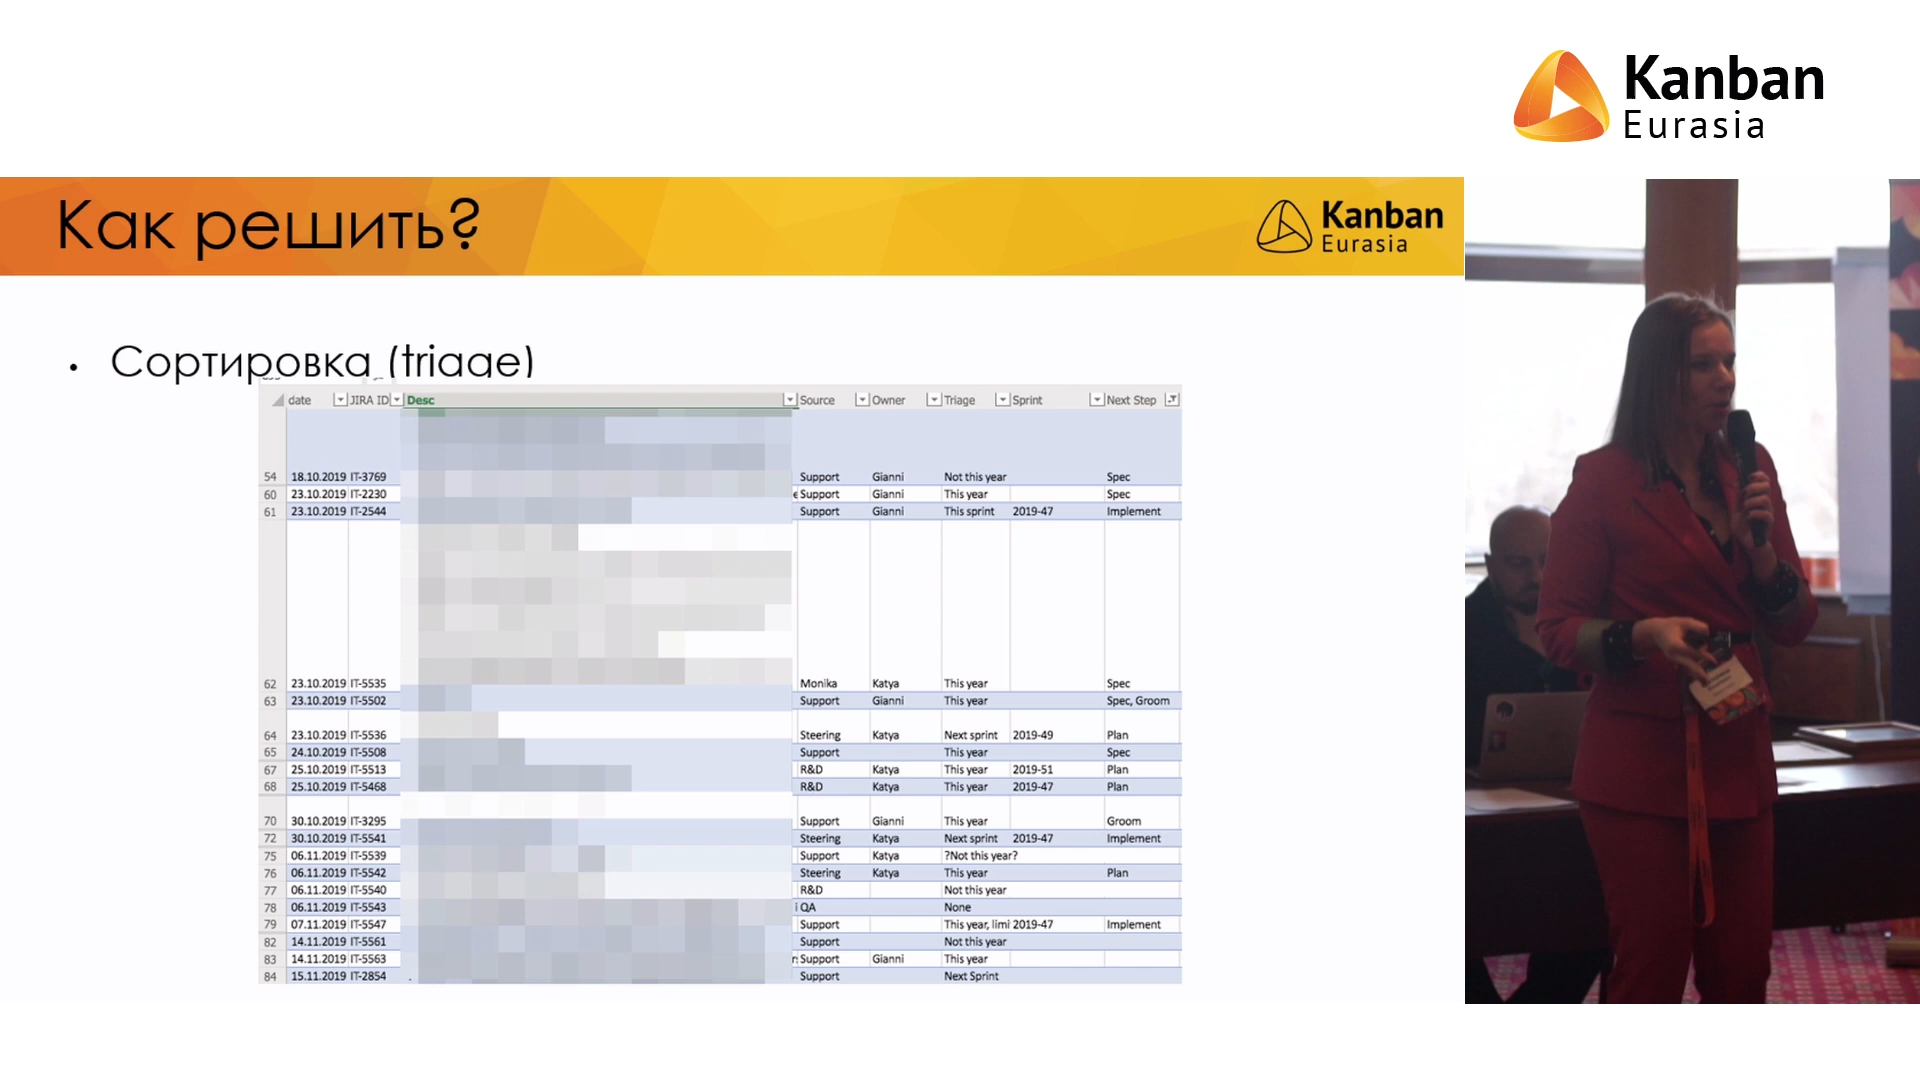 Kanban
Eurasia
Как решить?
Kanban
Eurasia
• Сортировка (triage)
date JIRA ID Desc Source Owner Triage Sprint Next Step
54 18.10.2019 IT-3769 Support Gianni Not this year Spec
60 23.10.2019 IT-2230 Support Gianni This year Spec
61 23.10.2019 IT-2544 Support Gianni This sprint 2019-47 Implement
62 23.10.2019 IT-5535 Monika Katya This year Spec
63 23.10.2019 IT-5502 Support Gianni This year Spec, Groom
64 23.10.2019 IT-5536 Steering Katya Next sprint 2019-49 Plan
65 24.10.2019 IT-5508 Support This year Spec
67 25.10.2019 IT-5513 R&D Katya This year 2019-51 Plan
68 25.10.2019 IT-5468 R&D Katya This year 2019-47 Plan
70 30.10.2019 IT-3295 Support Gianni This year Groom
72 30.10.2019 IT-5541 Steering Katya Next sprint 2019-47 Implement
75 06.11.2019 IT-5539 Support Katya ?Not this year?
76 06.11.2019 IT-5542 Steering Katya This year Plan
77 06.11.2019 IT-5540 R&D Not this year
78 06.11.2019 IT-5543 QA None
79 07.11.2019 IT-5547 Support This year, limi 2019-47 Implement
82 14.11.2019 IT-5561 Support Not this year
83 14.11.2019 IT-5563 Support Gianni This year
84 15.11.2019 IT-2854 Support Next Sprint